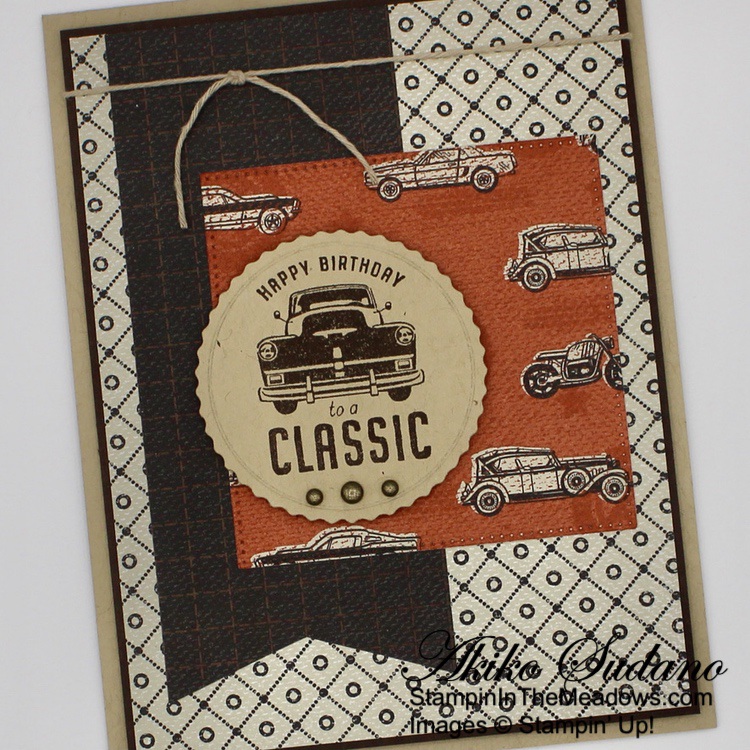 HAPPY BIRTHDAY
to a
CLASSIC
Akiko Sudano
StampinInTheMeadows.com
Images © Stampin' Up!